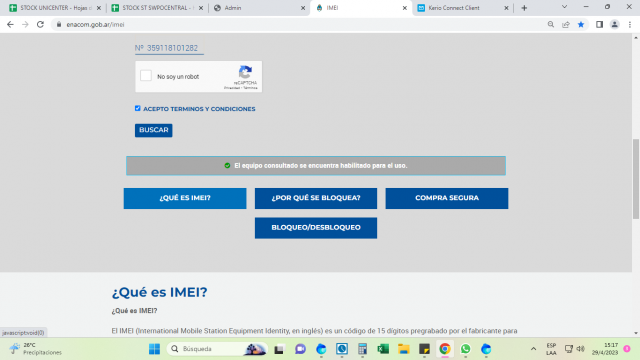 STOCK UNICENTER - Hojas d
STOCK ST SWPOCENTRAL - H
Admin
IMEI
Kerio Connect Client
enacom.gob.ar/imei
Nº 359118101282
No soy un robot
reCAPTCHA
Privacidad - Términos
ACEPTO TERMINOS Y CONDICIONES
BUSCAR
El equipo consultado se encuentra habilitado para el uso.
¿QUÉ ES IMEI?
¿POR QUÉ SE BLOQUEA?
COMPRA SEGURA
BLOQUEO/DESBLOQUEO
¿Qué es IMEI?
¿Qué es IMEI?
El IMEI (International Mobile Station Equipment Identity, en inglés) es un código de 15 dígitos pregrabado por el fabricante para
javascript:void(0)
26°C
Precipitaciones
Búsqueda
ESP
LAA
15:17
29/4/2023